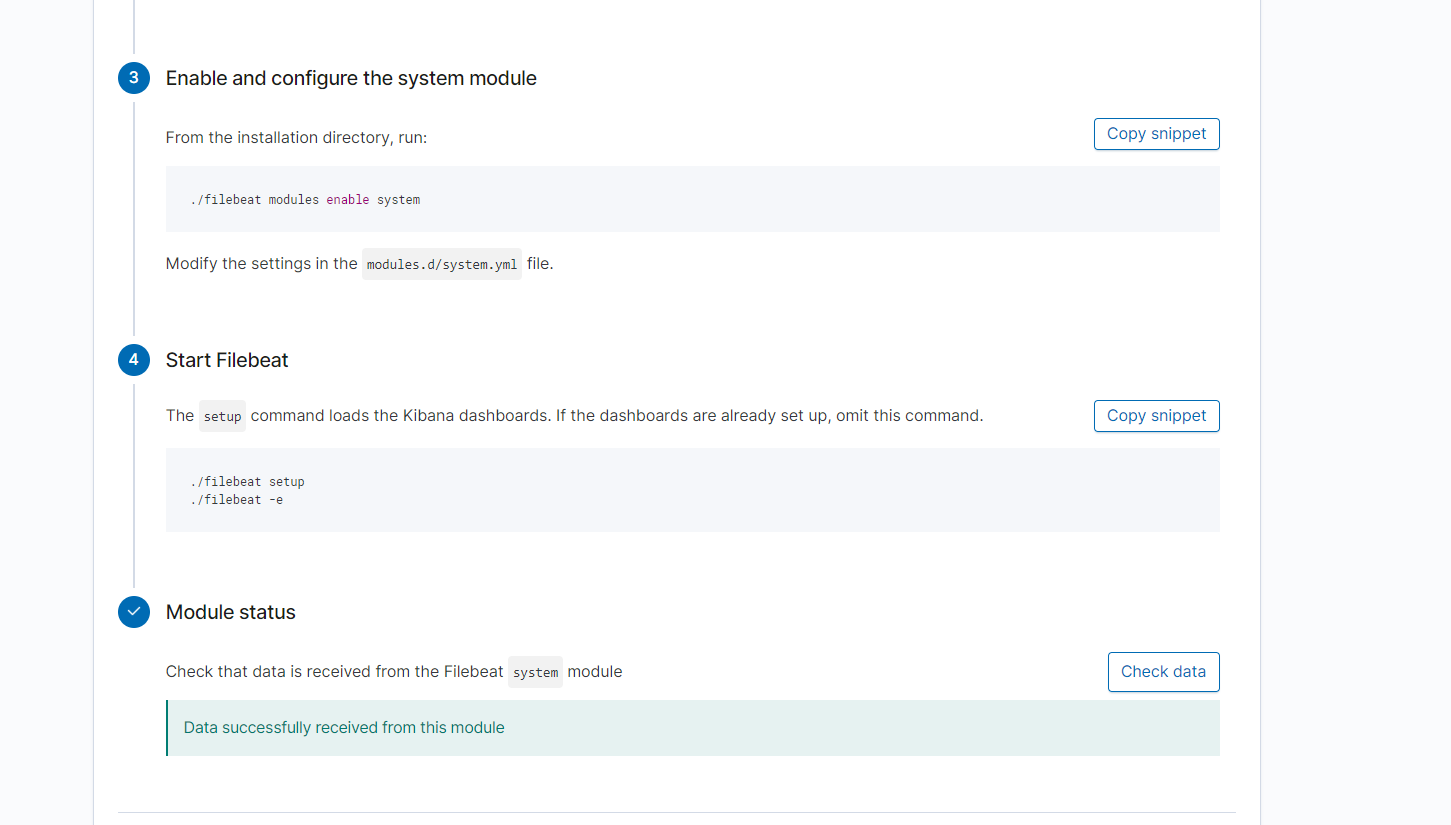 3 Enable and configure the system module
From the installation directory, run:
Copy snippet
./filebeat modules enable system
Modify the settings in the modules.d/system.yml file.
4 Start Filebeat
The setup command loads the Kibana dashboards. If the dashboards are already set up, omit this command.
Copy snippet
./filebeat setup
./filebeat -e
Module status
Check that data is received from the Filebeat system module
Check data
Data successfully received from this module